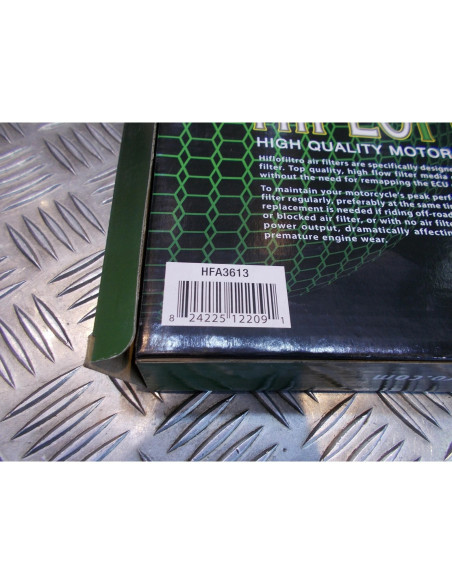 HIGH QUALITY MOTOR
Hiflofiltro air filters are specifically designe
filter. Top quality, high flow filter media
without the need for remapping the ECU
To maintain your motorcycle's peak perf
filter regularly, preferably at the same ti
replacement is needed if riding off-road
or blocked air filter, or with no air filt
power output, dramatically affectin
premature engine wear.
HFA3613
8 24225 12209 1